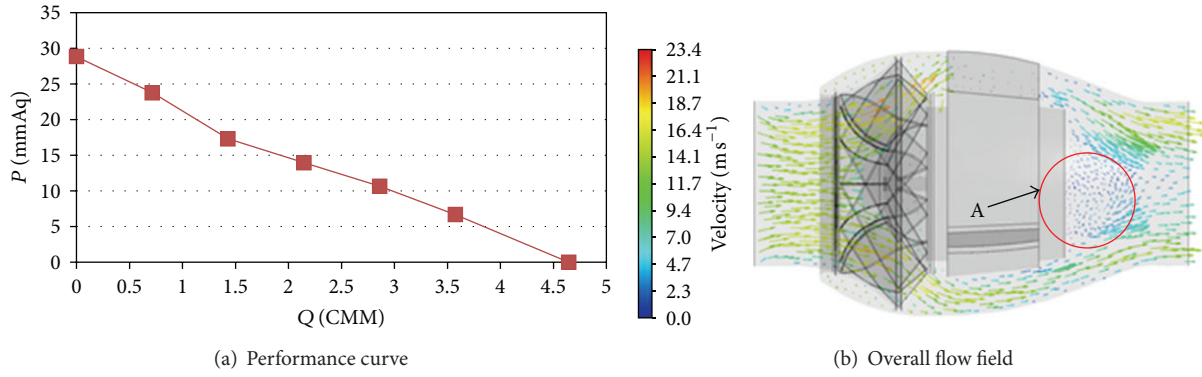 35
30
25
20
15
10
5
0
P (mmAq)
0 0.5 1 1.5 2 2.5 3 3.5 4 4.5 5
Q (CMM)
(a) Performance curve
23.4
21.1
18.7
16.4
14.1
11.7
9.4
7.0
4.7
2.3
0.0
Velocity (m s⁻¹)
A
(b) Overall flow field